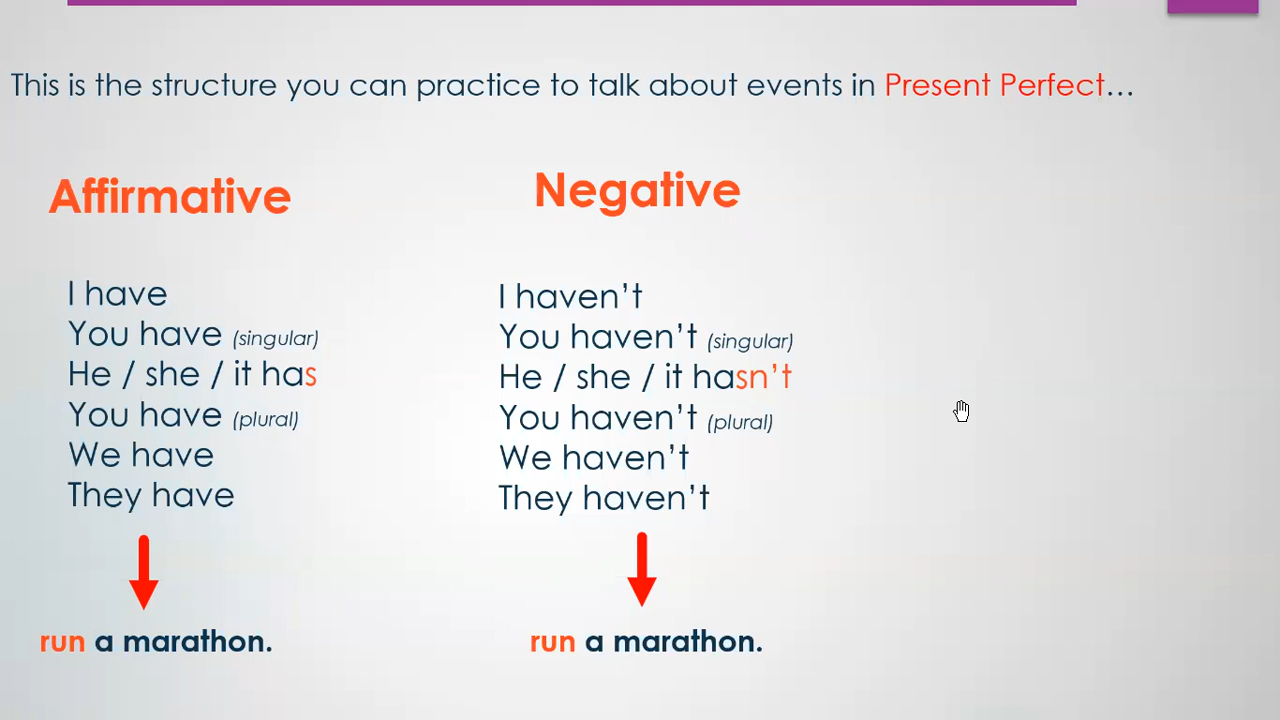 This is the structure you can practice to talk about events in Present Perfect…
Affirmative
I have
You have (singular)
He / she / it has
You have (plural)
We have
They have
run a marathon.
Negative
I haven’t
You haven’t (singular)
He / she / it hasn’t
You haven’t (plural)
We haven’t
They haven’t
run a marathon.